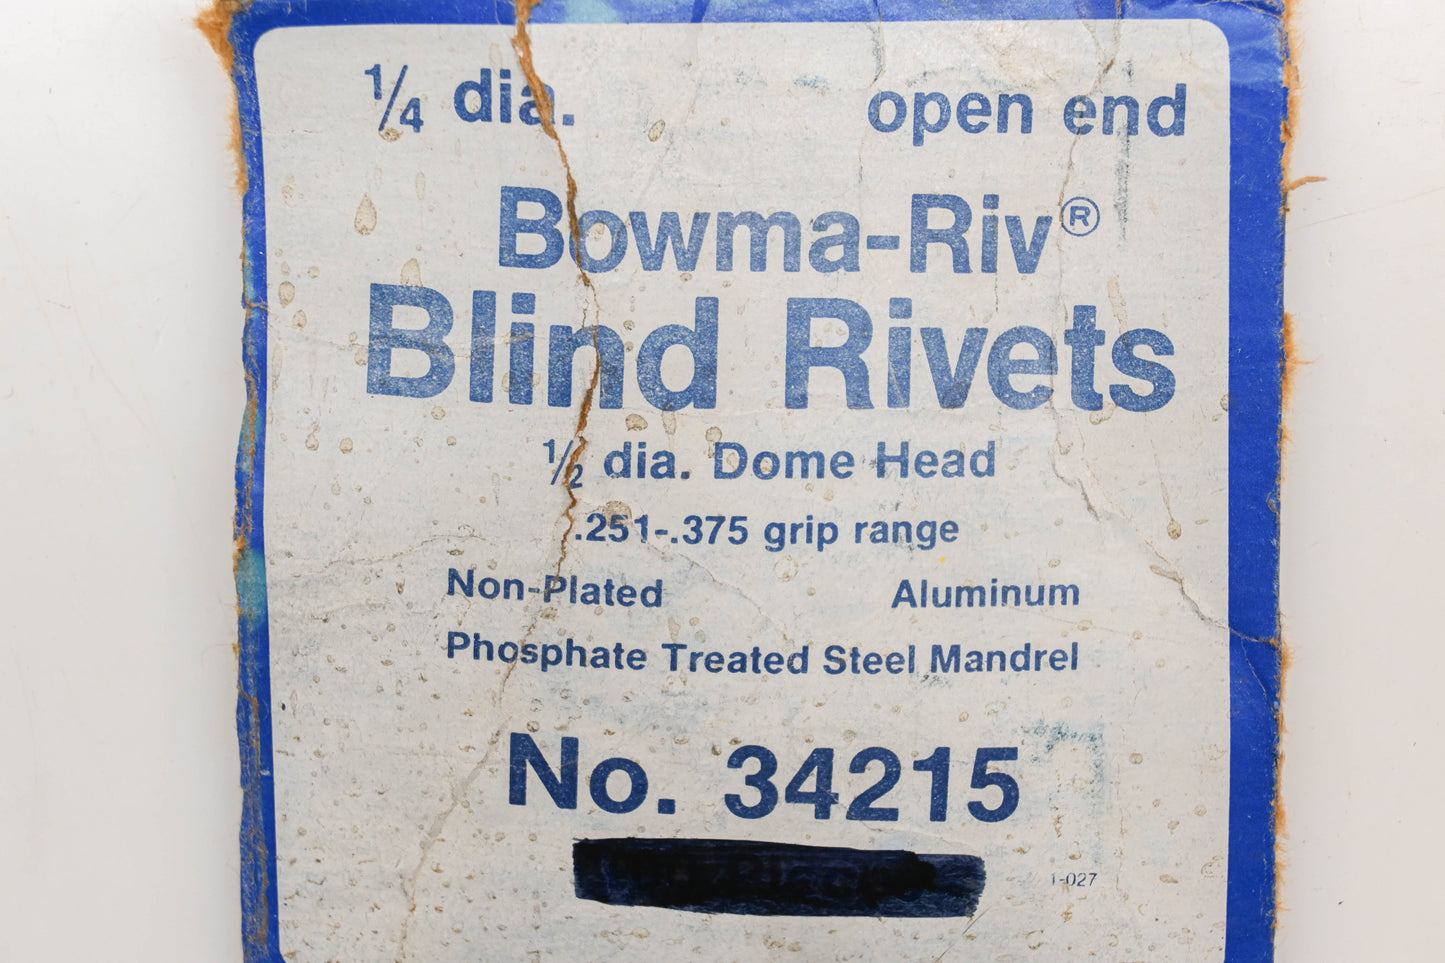 1/4 dia. open end
Bowma-Riv®
Blind Rivets
1/2 dia. Dome Head
.251-.375 grip range
Non-Plated Aluminum
Phosphate Treated Steel Mandrel
No. 34215
1-027